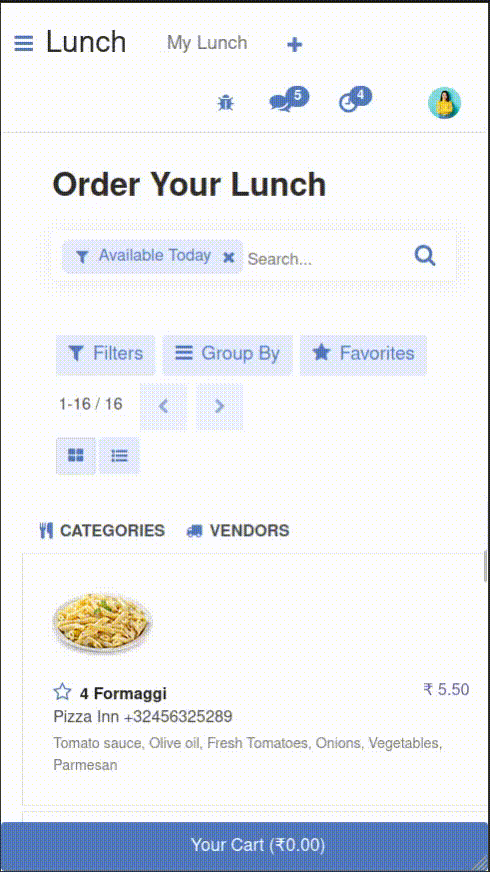 Lunch My Lunch
5 4
Order Your Lunch
Available Today Search...
Filters Group By Favorites
1-16 / 16
CATEGORIES VENDORS
4 Formaggi ₹ 5.50
Pizza Inn +32456325289
Tomato sauce, Olive oil, Fresh Tomatoes, Onions, Vegetables,
Parmesan
Your Cart (₹0.00)